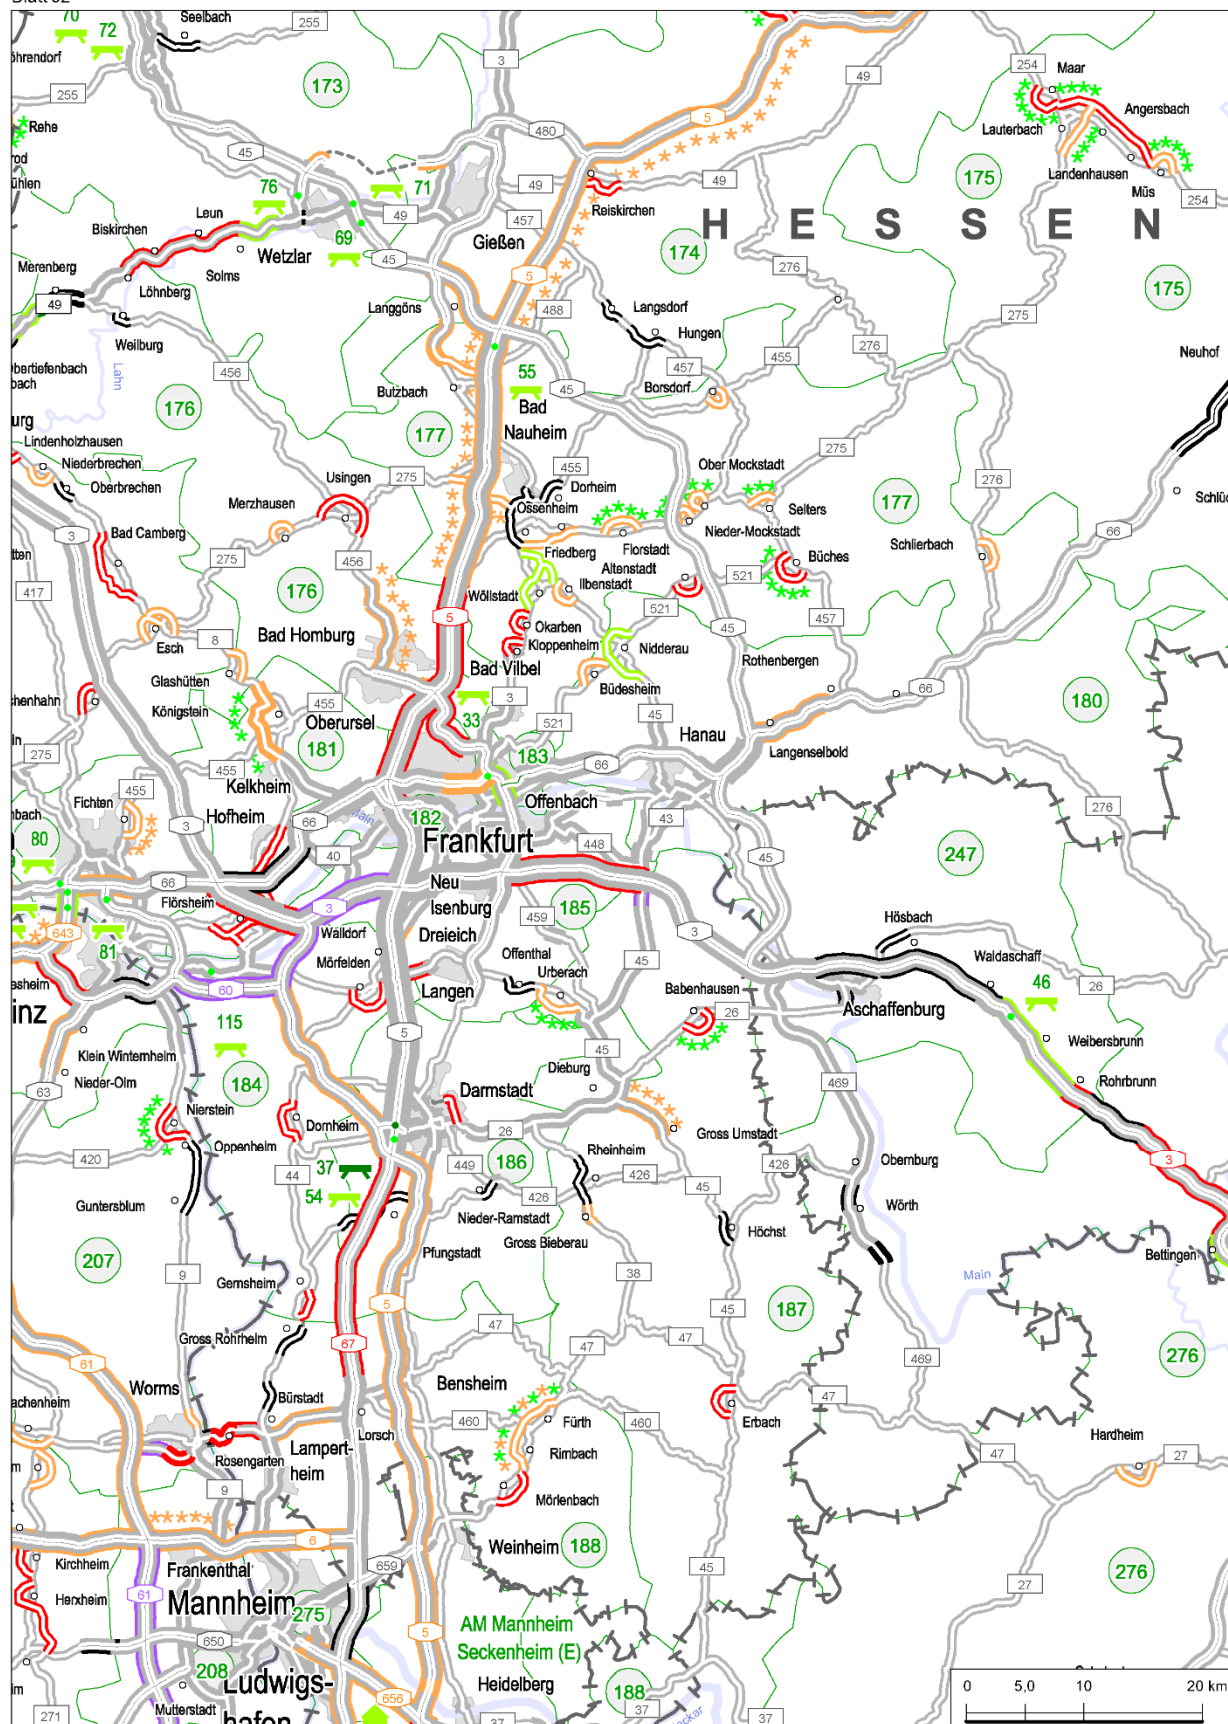 Blatt 52
70
72
Seelbach
255
3
5
49
254
Maar
Angersbach
173
255
Rehe
45
480
Lauterbach
175
Landenhausen
Müs
254
76
71
49
49
Reiskirchen
49
457
Leun
Biskirchen
69
Wetzlar
45
Gießen
174
HESSEN
Merenberg
Löhnberg
Solms
5
276
175
49
Weilburg
Langgöns
488
Langsdorf
Hungen
275
Lahn
456
276
Neuhof
455
457
55
45
Borsdorf
Butzbach
Bad
Nauheim
176
177
Lindenholzhausen
Niederbrechen
Oberbrechen
Usingen
275
455
Dorheim
Ober Mockstadt
275
276
Merzhausen
Ossenheim
Selters
177
3
Bad Camberg
Friedberg
Florstadt
Nieder-Mockstadt
Schlierbach
66
275
456
Altenstadt
Ilbenstadt
Büches
417
176
Wöllstadt
521
521
5
Okarben
457
Bad Homburg
Kloppenheim
45
Esch
8
Nidderau
Glashütten
Bad Vilbel
Rothenbergen
Büdesheim
66
455
3
180
Königstein
Oberursel
33
45
521
181
183
Hanau
Langenselbold
275
455
66
Kelkheim
Fichten
455
Hofheim
Offenbach
276
3
66
Main
182
43
80
40
Frankfurt
448
45
247
66
Neu
Isenburg
Flörsheim
3
185
459
Hösbach
643
Walldorf
Dreieich
3
81
Offenthal
Waldaschaff
Mörfelden
Urberach
45
Langen
Babenhausen
26
60
46
26
115
5
Aschaffenburg
Weibersbrunn
Klein Winternheim
45
Nieder-Olm
184
Dieburg
469
Rohrbrunn
63
Darmstadt
Nierstein
Dornheim
26
Gross Umstadt
Oppenheim
37
449
186
Rheinheim
426
Obernburg
3
420
44
54
426
426
45
Guntersblum
Nieder-Ramstadt
Wörth
Gross Bieberau
Höchst
Pfungstadt
Bettingen
207
9
Gernsheim
38
Main
5
45
187
Gross Rohrheim
47
47
67
47
469
276
61
Worms
Bensheim
Bürstadt
460
Fürth
460
Erbach
47
Lorsch
Hardheim
Lampert-
heim
Rosengarten
Rimbach
47
27
9
Mörlenbach
6
Weinheim
188
Kirchheim
Frankenthal
659
45
276
61
Herxheim
Mannheim
275
27
650
AM Mannheim
Seckenheim (E)
5
208
Ludwigs-
hafen
Heidelberg
188
Mutterstadt
656
271
37
37
37
0
5,0
10
20 km